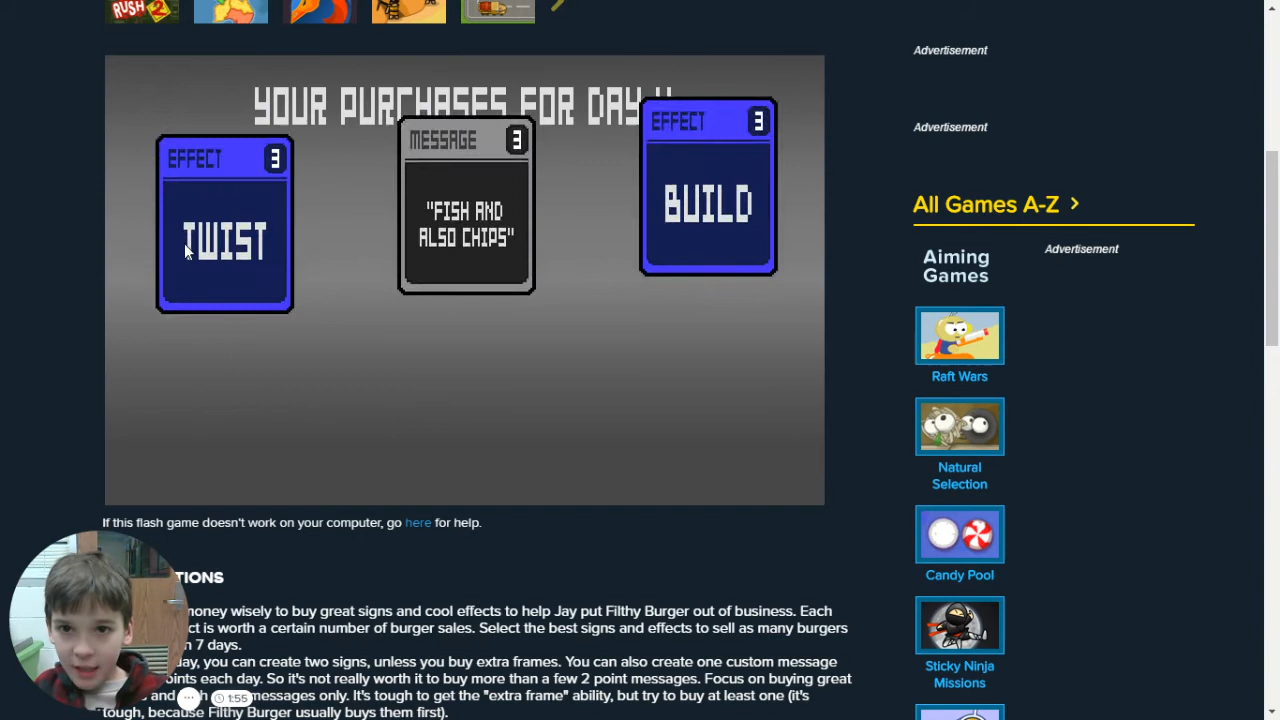 RUSH 2
YOUR PURCHASES FOR DAY
EFFECT 3
TWIST
MESSAGE 3
"FISH AND
ALSO CHIPS"
EFFECT 3
BUILD
If this flash game doesn't work on your computer, go here for help.
TIONS
money wisely to buy great signs and cool effects to help Jay put Filthy Burger out of business. Each
ct is worth a certain number of burger sales. Select the best signs and effects to sell as many burgers
n 7 days.
ay, you can create two signs, unless you buy extra frames. You can also create one custom message
oints each day. So it's not really worth it to buy more than a few 2 point messages. Focus on buying great
and messages only. It's tough to get the "extra frame" ability, but try to buy at least one (it's
tough, because Filthy Burger usually buys them first).
1:55
Advertisement
Advertisement
All Games A-Z >
Aiming
Games
Advertisement
Raft Wars
Natural
Selection
Candy Pool
Sticky Ninja
Missions